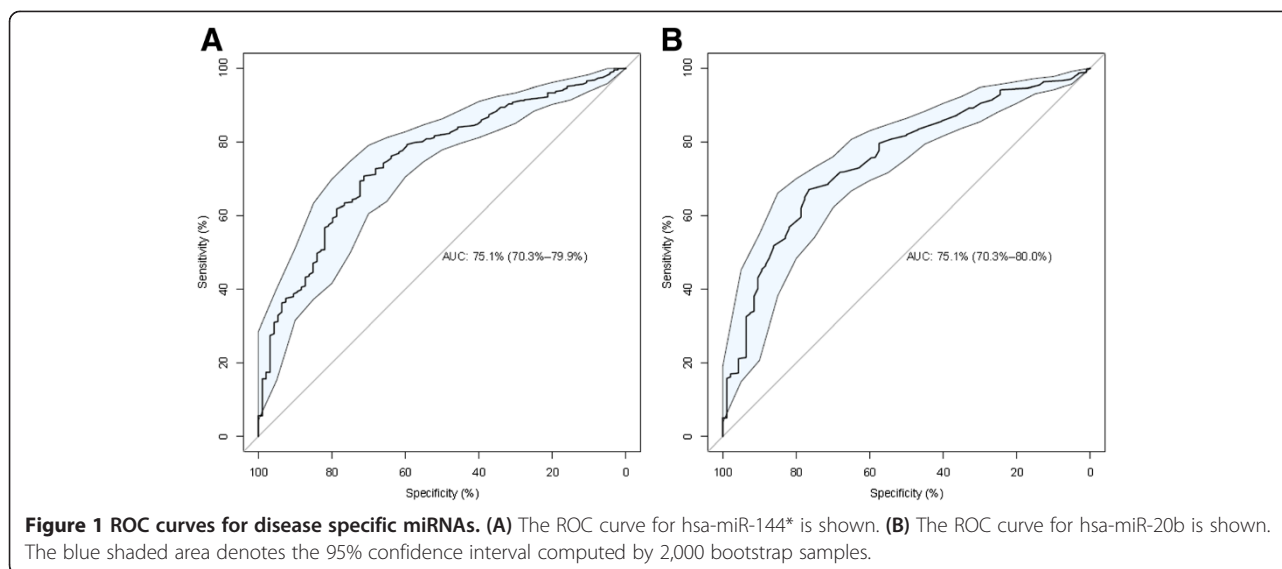 A
B
100
80
60
40
20
0
Sensitivity (%)
AUC: 75.1% (70.3%–79.9%)
100 80 60 40 20 0
Specificity (%)
100
80
60
40
20
0
Sensitivity (%)
AUC: 75.1% (70.3%–80.0%)
100 80 60 40 20 0
Specificity (%)
Figure 1 ROC curves for disease specific miRNAs. (A) The ROC curve for hsa-miR-144* is shown. (B) The ROC curve for hsa-miR-20b is shown.
The blue shaded area denotes the 95% confidence interval computed by 2,000 bootstrap samples.